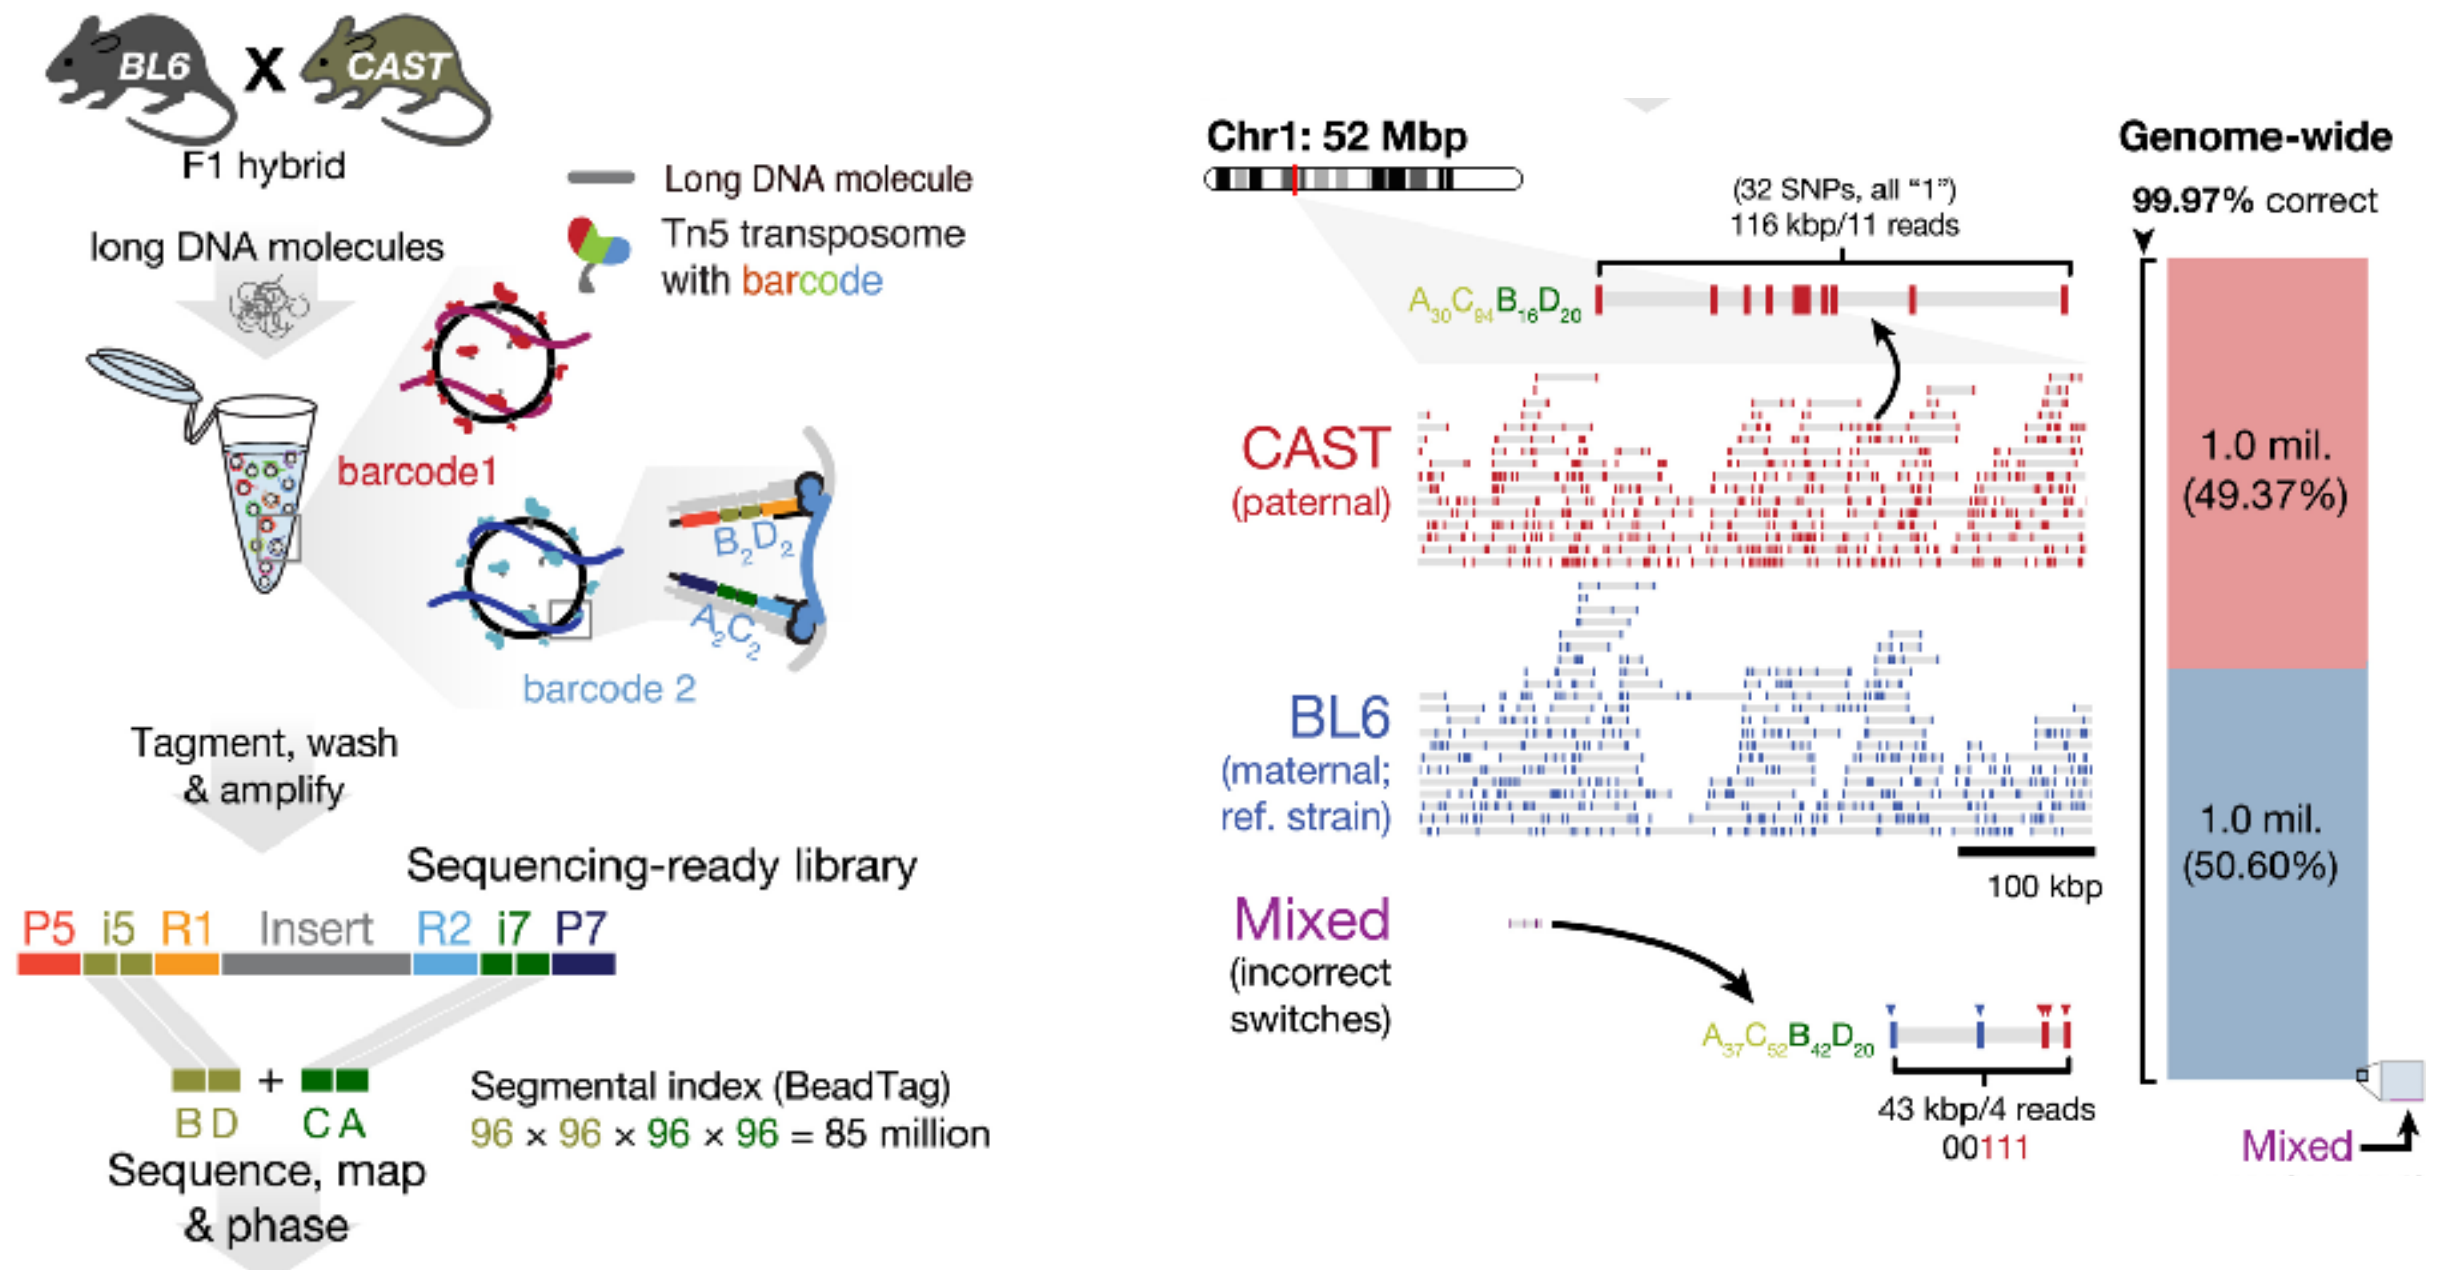 BL6 X CAST
F1 hybrid
long DNA molecules
Long DNA molecule
Tn5 transposome
with barcode
barcode1
B2D2
A2C2
barcode 2
Tagment, wash
& amplify
Sequencing-ready library
P5 i5 R1 Insert R2 i7 P7
B D + C A
Segmental index (BeadTag)
96 × 96 × 96 × 96 = 85 million
Sequence, map
& phase
Chr1: 52 Mbp
(32 SNPs, all “1”)
116 kbp/11 reads
A30C94B16D20
CAST
(paternal)
BL6
(maternal;
ref. strain)
100 kbp
Mixed
(incorrect
switches)
A37C52B42D20
43 kbp/4 reads
00111
Genome-wide
99.97% correct
1.0 mil.
(49.37%)
1.0 mil.
(50.60%)
Mixed